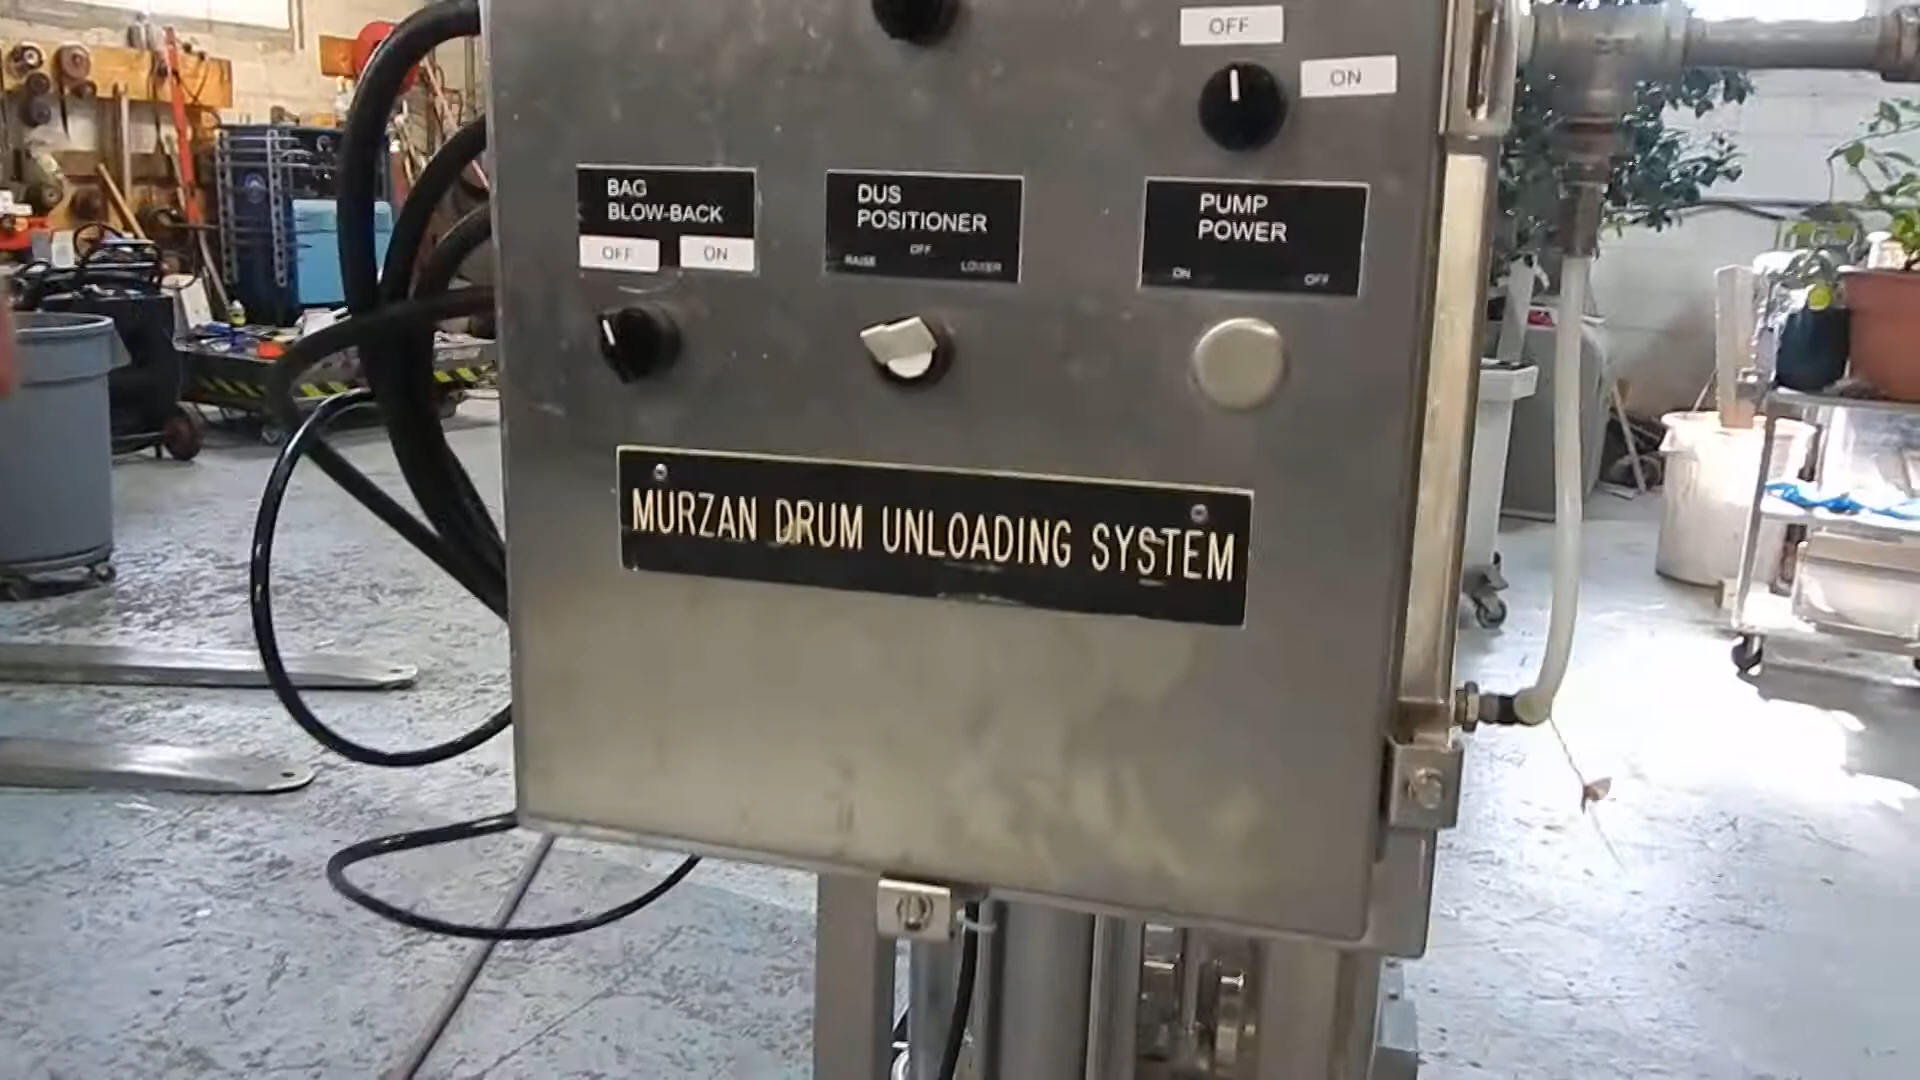 OFF
ON
BAG
BLOW-BACK
OFF ON
DUS
POSITIONER
OFF
RAISE LOWER
PUMP
POWER
ON OFF
MURZAN DRUM UNLOADING SYSTEM